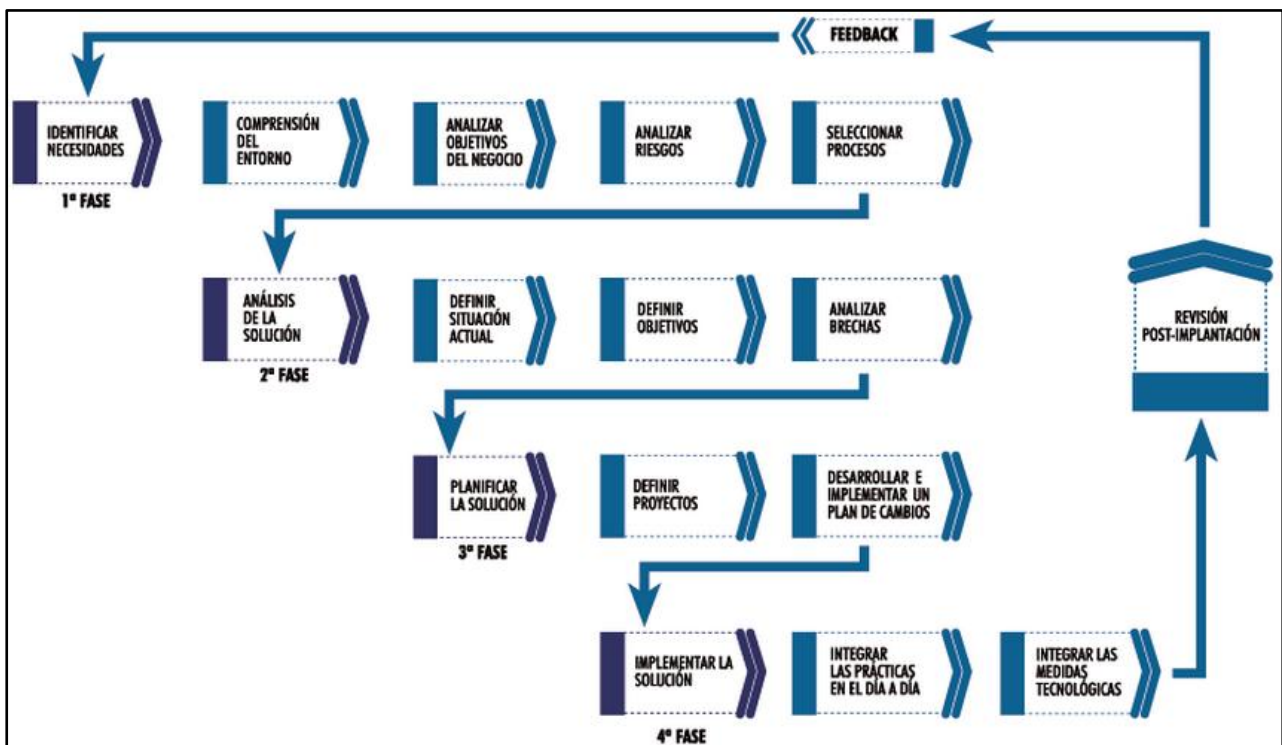 FEEDBACK
IDENTIFICAR
NECESIDADES
1ª FASE
COMPRENSIÓN
DEL
ENTORNO
ANALIZAR
OBJETIVOS
DEL NEGOCIO
ANALIZAR
RIESGOS
SELECCIONAR
PROCESOS
ANÁLISIS
DE LA
SOLUCIÓN
2ª FASE
DEFINIR
SITUACIÓN
ACTUAL
DEFINIR
OBJETIVOS
ANALIZAR
BRECHAS
REVISIÓN
POST-IMPLANTACIÓN
PLANIFICAR
LA SOLUCIÓN
3ª FASE
DEFINIR
PROYECTOS
DESARROLLAR E
IMPLEMENTAR UN
PLAN DE CAMBIOS
IMPLEMENTAR LA
SOLUCIÓN
4ª FASE
INTEGRAR
LAS PRÁCTICAS
EN EL DÍA A DÍA
INTEGRAR LAS
MEDIDAS
TECNOLÓGICAS